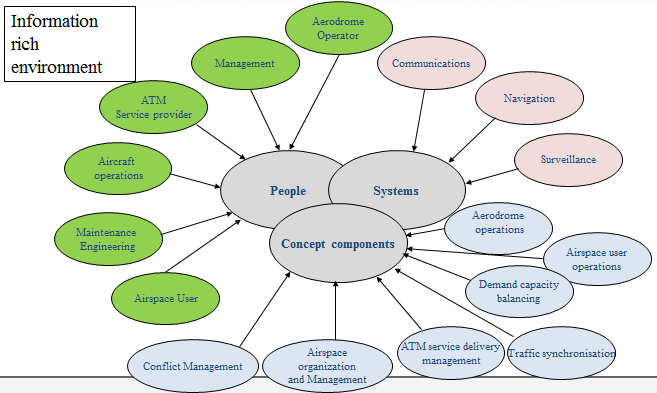 Information
rich
environment
Aerodrome
Operator
Management
Communications
ATM
Service provider
Navigation
Aircraft
operations
Surveillance
People
Systems
Maintenance
Engineering
Concept components
Aerodrome
operations
Airspace user
operations
Airspace User
Demand capacity
balancing
Conflict Management
Airspace
organization
and Management
ATM service delivery
management
Traffic synchronisation